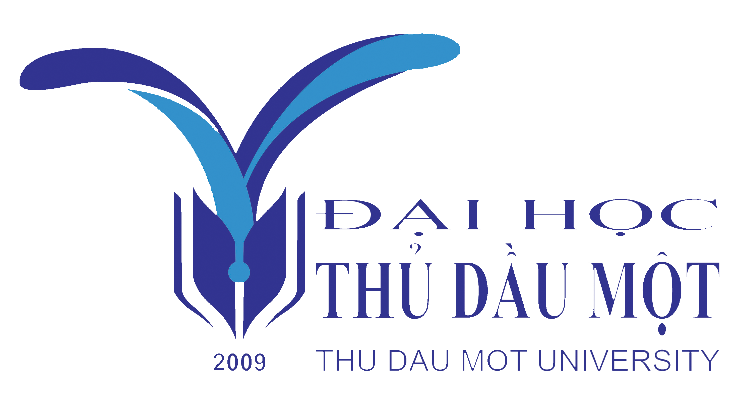 ĐẠI HỌC
THỦ DẦU MỘT
2009
THU DAU MOT UNIVERSITY